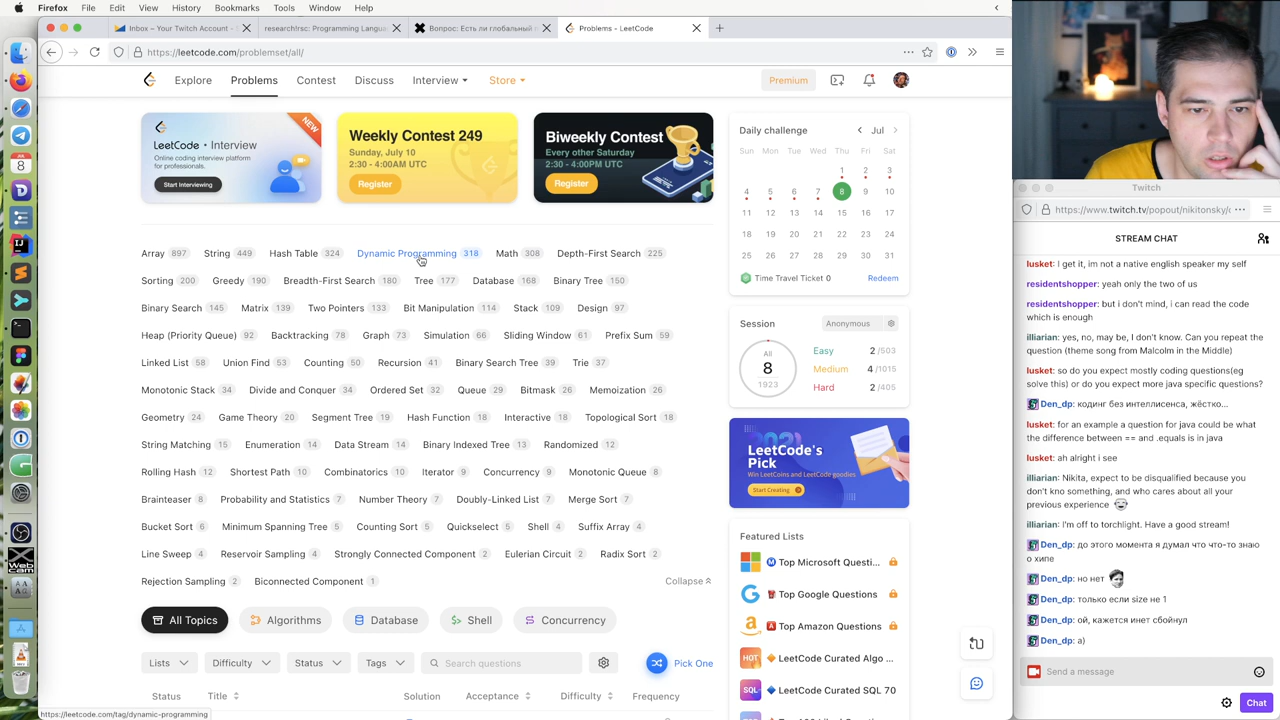 Firefox File Edit View History Bookmarks Tools Window Help
Inbox – Your Twitch Account -
research!rsc: Programming Langua
Вопрос: Есть ли глобальный
Problems - LeetCode
https://leetcode.com/problemset/all/
Explore Problems Contest Discuss Interview Store Premium
LeetCode • Interview
Online coding interview platform for professionals.
Start Interviewing
NEW
Weekly Contest 249
Sunday, July 10
2:30 - 4:00AM UTC
Register
Biweekly Contest
Every other Saturday
2:30 - 4:00PM UTC
Register
Array 897 String 449 Hash Table 324 Dynamic Programming 318 Math 308 Depth-First Search 225
Sorting 200 Greedy 190 Breadth-First Search 180 Tree 177 Database 168 Binary Tree 150
Binary Search 145 Matrix 139 Two Pointers 133 Bit Manipulation 114 Stack 109 Design 97
Heap (Priority Queue) 92 Backtracking 78 Graph 73 Simulation 66 Sliding Window 61 Prefix Sum 59
Linked List 58 Union Find 53 Counting 50 Recursion 41 Binary Search Tree 39 Trie 37
Monotonic Stack 34 Divide and Conquer 34 Ordered Set 32 Queue 29 Bitmask 26 Memoization 26
Geometry 24 Game Theory 20 Segment Tree 19 Hash Function 18 Interactive 18 Topological Sort 18
String Matching 15 Enumeration 14 Data Stream 14 Binary Indexed Tree 13 Randomized 12
Rolling Hash 12 Shortest Path 10 Combinatorics 10 Iterator 9 Concurrency 9 Monotonic Queue 8
Brainteaser 8 Probability and Statistics 7 Number Theory 7 Doubly-Linked List 7 Merge Sort 7
Bucket Sort 6 Minimum Spanning Tree 5 Counting Sort 5 Quickselect 5 Shell 4 Suffix Array 4
Line Sweep 4 Reservoir Sampling 4 Strongly Connected Component 2 Eulerian Circuit 2 Radix Sort 2
Rejection Sampling 2 Biconnected Component 1
Collapse
All Topics Algorithms Database Shell Concurrency
Lists Difficulty Status Tags Search questions Pick One
Status Title Solution Acceptance Difficulty Frequency
https://leetcode.com/tag/dynamic-programming
Daily challenge Jul
Sun Mon Tue Wed Thu Fri Sat
1 2 3
4 5 6 7 8 9 10
11 12 13 14 15 16 17
18 19 20 21 22 23 24
25 26 27 28 29 30 31
Time Travel Ticket 0 Redeem
Session Anonymous
All
8
1923
Easy 2 /503
Medium 4 /1015
Hard 2 /405
2021
LeetCode's
Pick
Win LeetCoins and LeetCode goodies
Start Creating
Featured Lists
Top Microsoft Questi...
Top Google Questions
Top Amazon Questions
HOT LeetCode Curated Algo ...
SQL LeetCode Curated SQL 70
Twitch
https://www.twitch.tv/popout/nikitonsky/
STREAM CHAT
lusket: I get it, im not a native english speaker my self
residentshopper: yeah only the two of us
residentshopper: but i don't mind, i can read the code
which is enough
illiarian: yes, no, may be, I don't know. Can you repeat the
question (theme song from Malcolm in the Middle)
lusket: so do you expect mostly coding questions(eg
solve this) or do you expect more java specific questions?
Den_dp: кодинг без интеллисенса, жёстко...
lusket: for an example a question for java could be what
the difference between == and .equals is in java
lusket: ah alright i see
illiarian: Nikita, expect to be disqualified because you
don't kno something, and who cares about all your
previous experience
illiarian: I'm off to torchlight. Have a good stream!
Den_dp: до этого момента я думал что что-то знаю
о хипе
Den_dp: но нет
Den_dp: только если size не 1
Den_dp: ой, кажется инет сбойнул
Den_dp: а)
Send a message
Chat